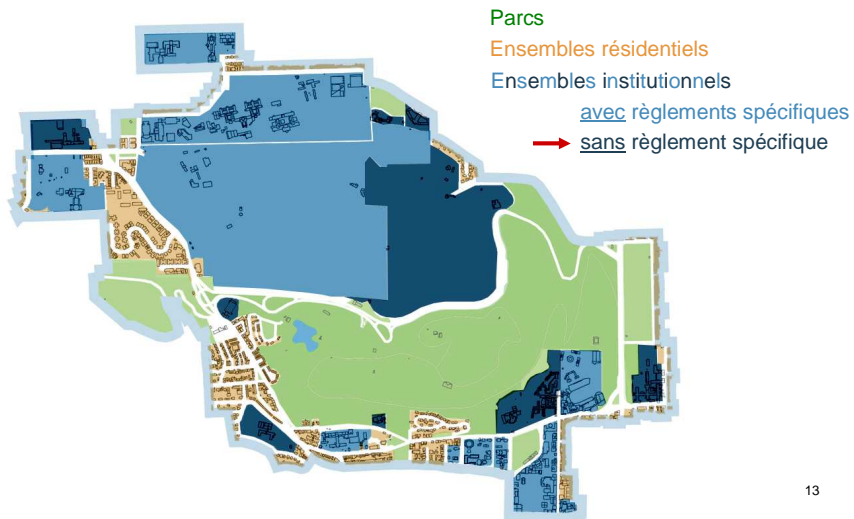 Parcs
Ensembles résidentiels
Ensembles institutionnels
avec règlements spécifiques
sans règlement spécifique
13